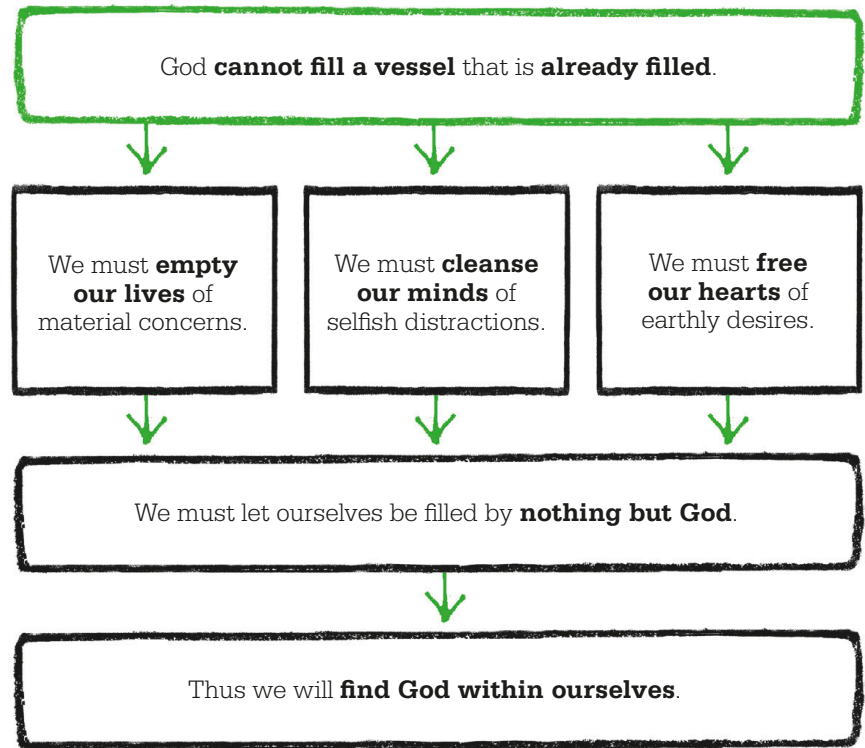 God cannot fill a vessel that is already filled.
We must empty
our lives of
material concerns.
We must cleanse
our minds of
selfish distractions.
We must free
our hearts of
earthly desires.
We must let ourselves be filled by nothing but God.
Thus we will find God within ourselves.